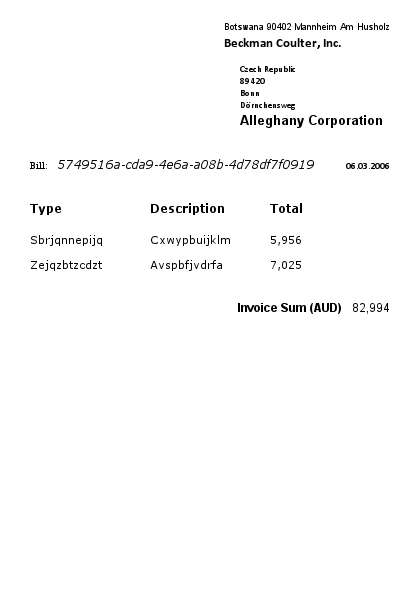 Botswana 90402 Mannheim Am Husholz
Beckman Coulter, Inc.
Czech Republic
89420
Bonn
Dörnchensweg
Alleghany Corporation
Bill: 5749516a-cda9-4e6a-a08b-4d78df7f0919 06.03.2006
Type Description Total
Sbrjqnnepijq Cxwypbuijklm 5,956
Zejqzbtzcdzt Avspbfjvdrfa 7,025
Invoice Sum (AUD) 82,994